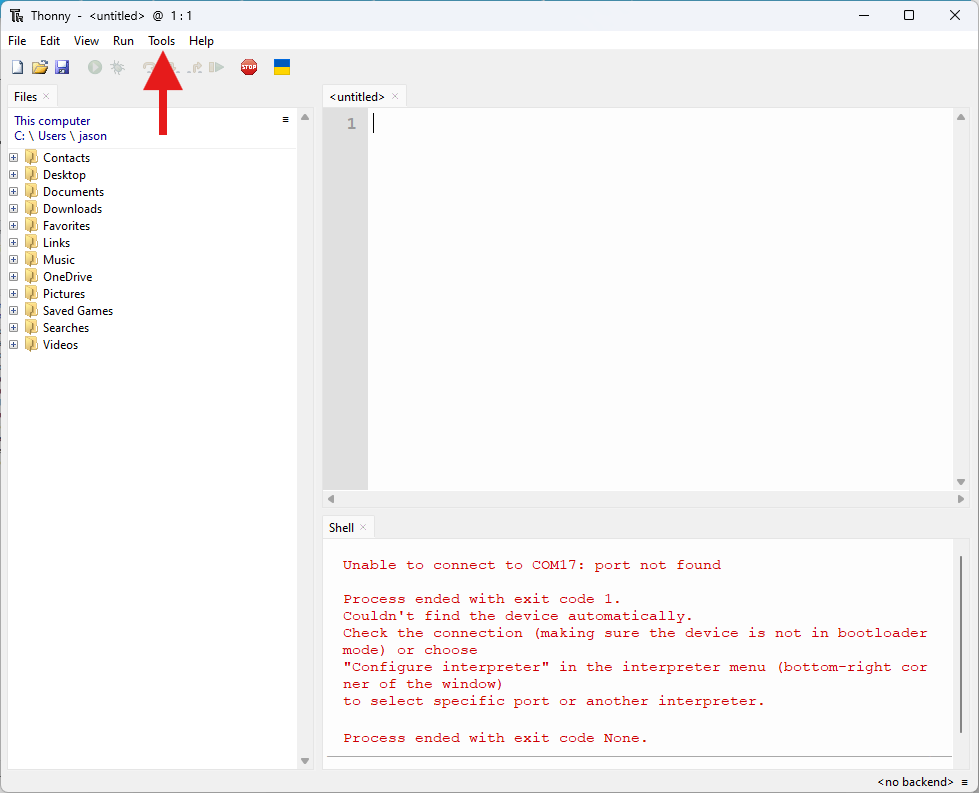 Thonny - <untitled> @ 1 : 1
File Edit View Run Tools Help
STOP
Files
<untitled>
This computer
C: \ Users \ jason
1
Contacts
Desktop
Documents
Downloads
Favorites
Links
Music
OneDrive
Pictures
Saved Games
Searches
Videos
Shell
Unable to connect to COM17: port not found
Process ended with exit code 1.
Couldn't find the device automatically.
Check the connection (making sure the device is not in bootloader
mode) or choose
"Configure interpreter" in the interpreter menu (bottom-right cor
ner of the window)
to select specific port or another interpreter.
Process ended with exit code None.
<no backend>